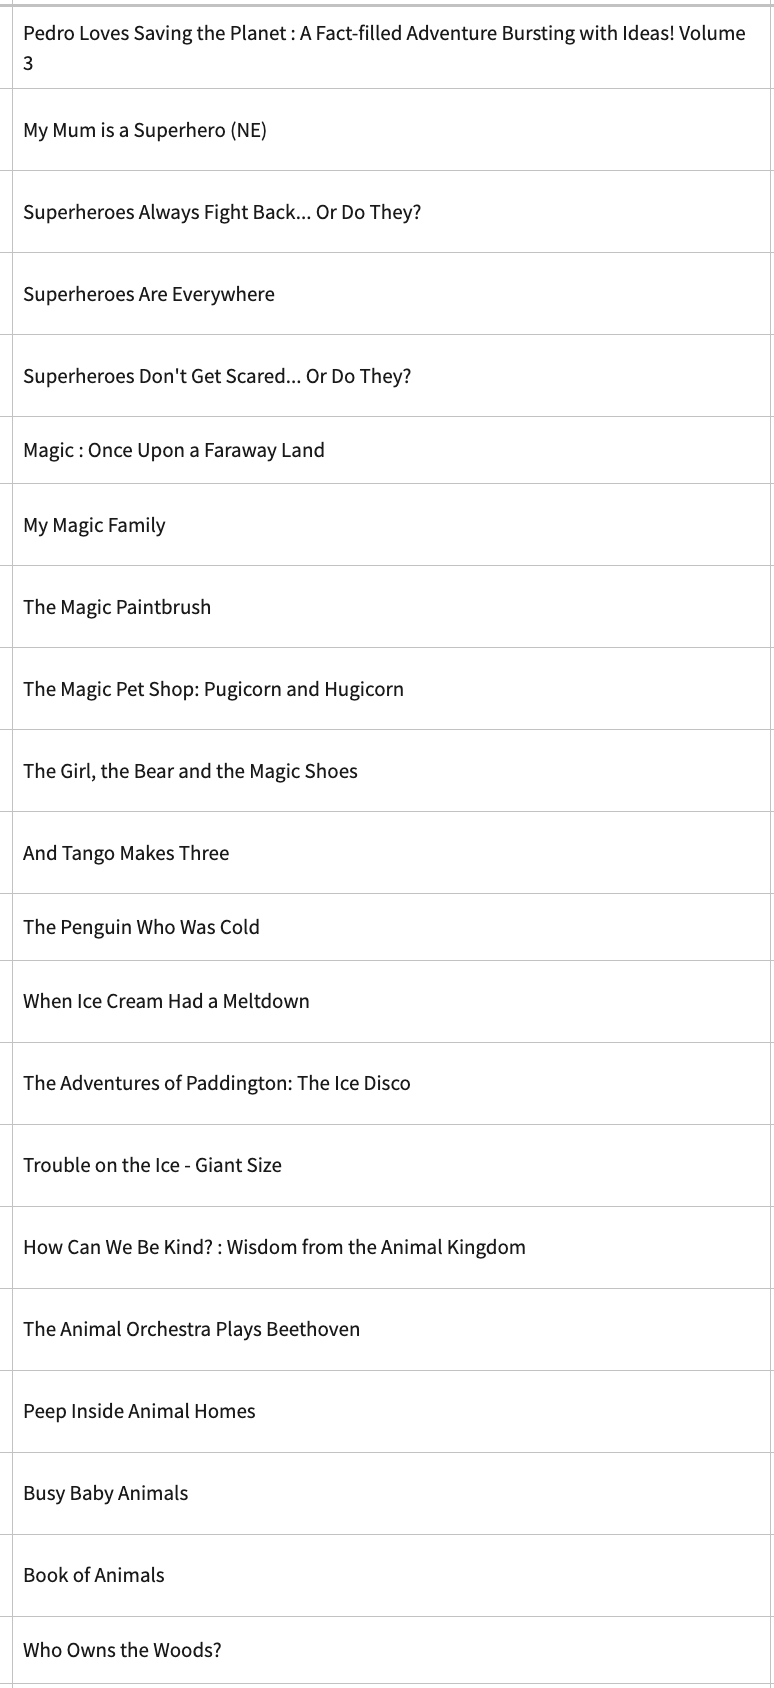 Pedro Loves Saving the Planet : A Fact-filled Adventure Bursting with Ideas! Volume
3
My Mum is a Superhero (NE)
Superheroes Always Fight Back... Or Do They?
Superheroes Are Everywhere
Superheroes Don't Get Scared... Or Do They?
Magic : Once Upon a Faraway Land
My Magic Family
The Magic Paintbrush
The Magic Pet Shop: Pugicorn and Hugicorn
The Girl, the Bear and the Magic Shoes
And Tango Makes Three
The Penguin Who Was Cold
When Ice Cream Had a Meltdown
The Adventures of Paddington: The Ice Disco
Trouble on the Ice - Giant Size
How Can We Be Kind? : Wisdom from the Animal Kingdom
The Animal Orchestra Plays Beethoven
Peep Inside Animal Homes
Busy Baby Animals
Book of Animals
Who Owns the Woods?